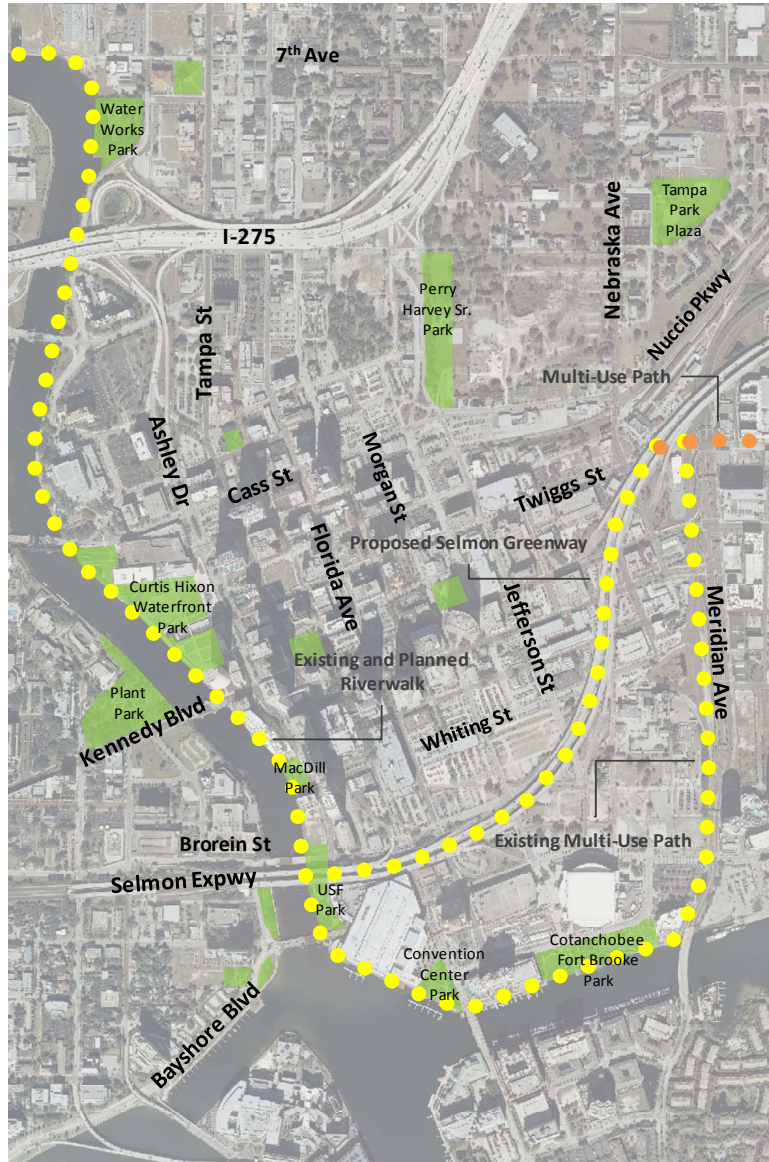 7th Ave
Water
Works
Park
Tampa
Park
Plaza
Nebraska Ave
I-275
Perry
Harvey Sr.
Park
Nuccio Pkwy
Tampa St
Multi-Use Path
Ashley Dr
Cass St
Morgan St
Twiggs St
Florida Ave
Proposed Selmon Greenway
Curtis Hixon
Waterfront
Park
Jefferson St
Meridian Ave
Existing and Planned
Riverwalk
Plant
Park
Kennedy Blvd
Whiting St
MacDill
Park
Brorein St
Existing Multi-Use Path
Selmon Expwy
USF
Park
Convention
Center
Park
Cotanchobee
Fort Brooke
Park
Bayshore Blvd